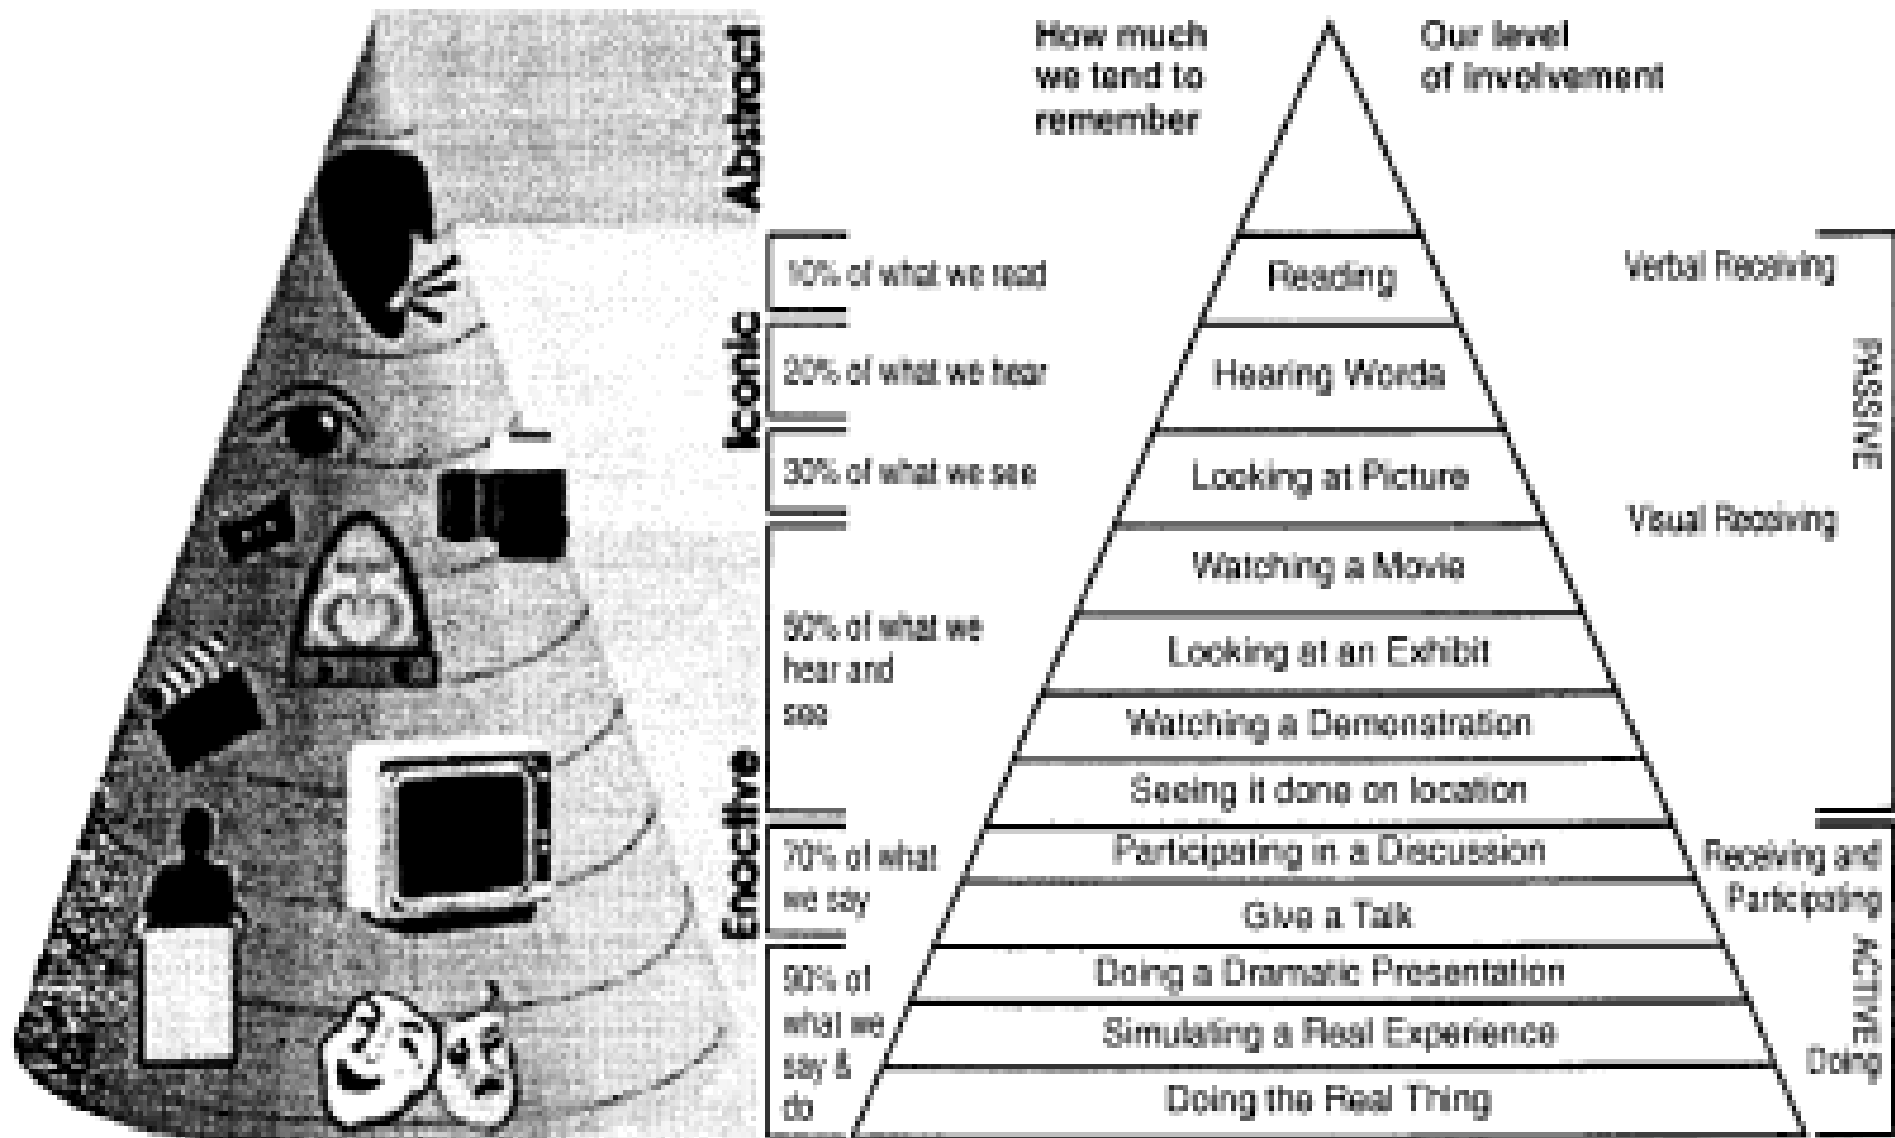 Abstract
Iconic
Enactive
How much
we tend to
remember
Our level
of involvement
10% of what we read
20% of what we hear
30% of what we see
50% of what we
hear and
see
70% of what
we say
90% of
what we
say &
do
Reading
Hearing Words
Looking at Picture
Watching a Movie
Looking at an Exhibit
Watching a Demonstration
Seeing it done on location
Participating in a Discussion
Give a Talk
Doing a Dramatic Presentation
Simulating a Real Experience
Doing the Real Thing
Verbal Receiving
Visual Receiving
PASSIVE
Receiving and
Participating
ACTIVE
Doing